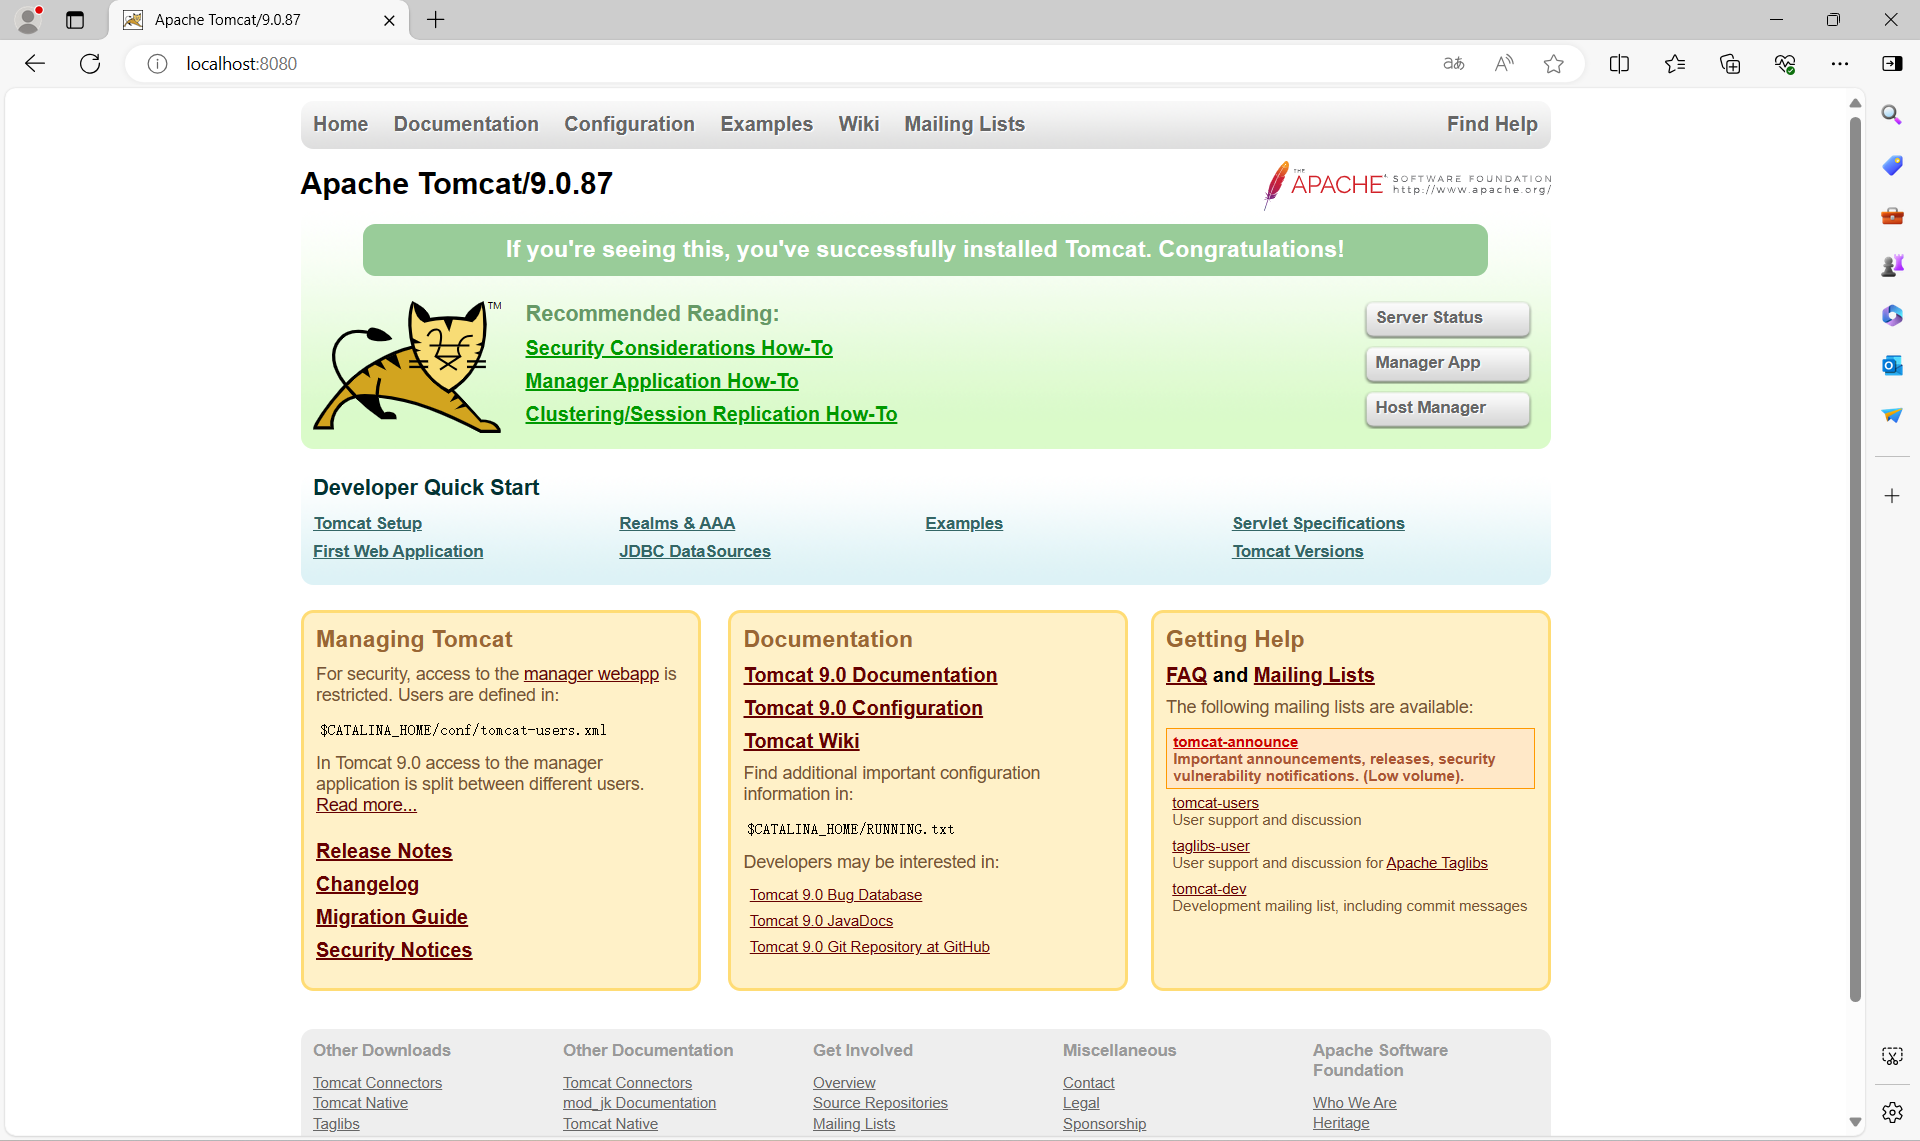 Apache Tomcat/9.0.87
localhost:8080
Home Documentation Configuration Examples Wiki Mailing Lists Find Help
Apache Tomcat/9.0.87
THE APACHE SOFTWARE FOUNDATION
http://www.apache.org/
If you're seeing this, you've successfully installed Tomcat. Congratulations!
TM
Recommended Reading:
Security Considerations How-To
Manager Application How-To
Clustering/Session Replication How-To
Server Status
Manager App
Host Manager
Developer Quick Start
Tomcat Setup
First Web Application
Realms & AAA
JDBC DataSources
Examples
Servlet Specifications
Tomcat Versions
Managing Tomcat
For security, access to the manager webapp is
restricted. Users are defined in:
$CATALINA_HOME/conf/tomcat-users.xml
In Tomcat 9.0 access to the manager
application is split between different users.
Read more...
Release Notes
Changelog
Migration Guide
Security Notices
Documentation
Tomcat 9.0 Documentation
Tomcat 9.0 Configuration
Tomcat Wiki
Find additional important configuration
information in:
$CATALINA_HOME/RUNNING.txt
Developers may be interested in:
Tomcat 9.0 Bug Database
Tomcat 9.0 JavaDocs
Tomcat 9.0 Git Repository at GitHub
Getting Help
FAQ and Mailing Lists
The following mailing lists are available:
tomcat-announce
Important announcements, releases, security
vulnerability notifications. (Low volume).
tomcat-users
User support and discussion
taglibs-user
User support and discussion for Apache Taglibs
tomcat-dev
Development mailing list, including commit messages
Other Downloads
Tomcat Connectors
Tomcat Native
Taglibs
Other Documentation
Tomcat Connectors
mod_jk Documentation
Tomcat Native
Get Involved
Overview
Source Repositories
Mailing Lists
Miscellaneous
Contact
Legal
Sponsorship
Apache Software
Foundation
Who We Are
Heritage